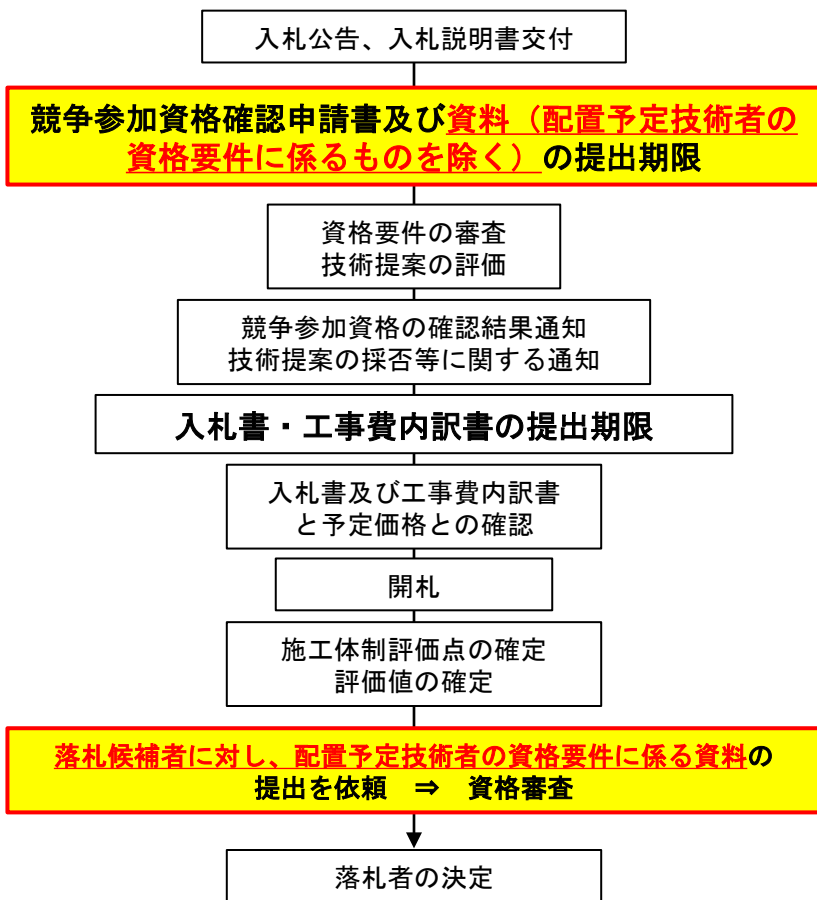 入札公告、入札説明書交付
競争参加資格確認申請書及び資料（配置予定技術者の
資格要件に係るものを除く）の提出期限
資格要件の審査
技術提案の評価
競争参加資格の確認結果通知
技術提案の採否等に関する通知
入札書・工事費内訳書の提出期限
入札書及び工事費内訳書
と予定価格との確認
開札
施工体制評価点の確定
評価値の確定
落札候補者に対し、配置予定技術者の資格要件に係る資料の
提出を依頼　⇒　資格審査
落札者の決定